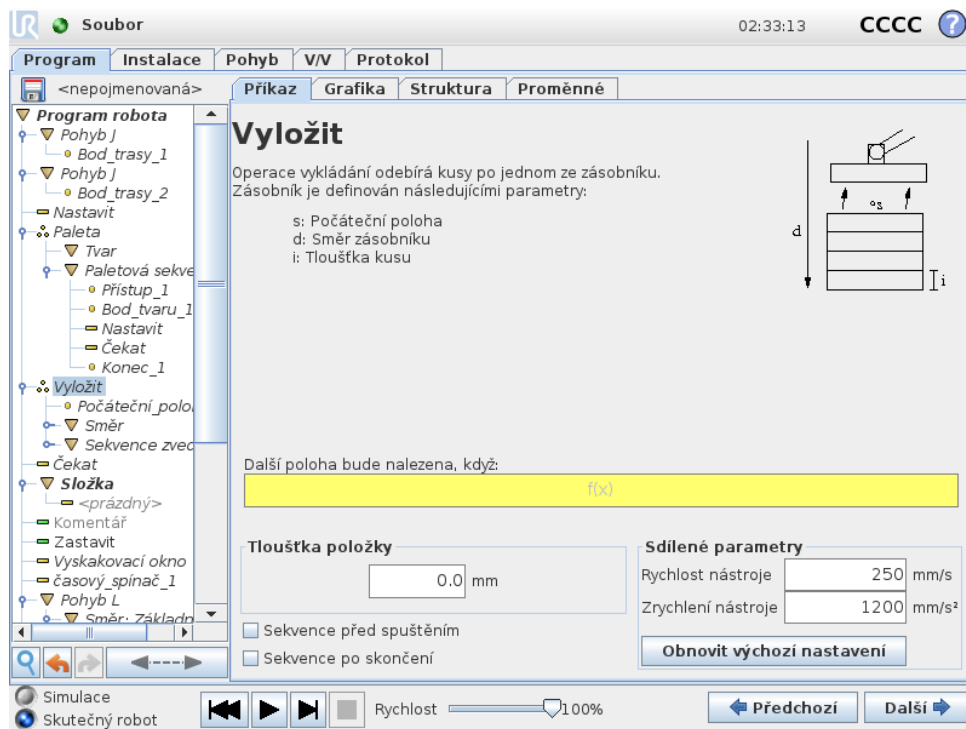 UR Soubor 02:33:13 CCCC ?
Program Instalace Pohyb V/V Protokol
<nepojmenovaná> Příkaz Grafika Struktura Proměnné
Program robota
Pohyb J
Bod_trasy_1
Pohyb J
Bod_trasy_2
Nastavit
Paleta
Tvar
Paletová sekve
Přístup_1
Bod_tvaru_1
Nastavit
Čekat
Konec_1
Vyložit
Počáteční_polo
Směr
Sekvence zved
Čekat
Složka
<prázdný>
Komentář
Zastavit
Vyskakovací okno
časový_spínač_1
Pohyb L
Směr: Základn
Vyložit
Operace vykládání odebírá kusy po jednom ze zásobníku.
Zásobník je definován následujícími parametry:
s: Počáteční poloha
d: Směr zásobníku
i: Tloušťka kusu
s
d
i
Další poloha bude nalezena, když:
f(x)
Tloušťka položky
0.0 mm
Sekvence před spuštěním
Sekvence po skončení
Sdílené parametry
Rychlost nástroje 250 mm/s
Zrychlení nástroje 1200 mm/s²
Obnovit výchozí nastavení
Simulace
Skutečný robot
Rychlost 100%
Předchozí Další